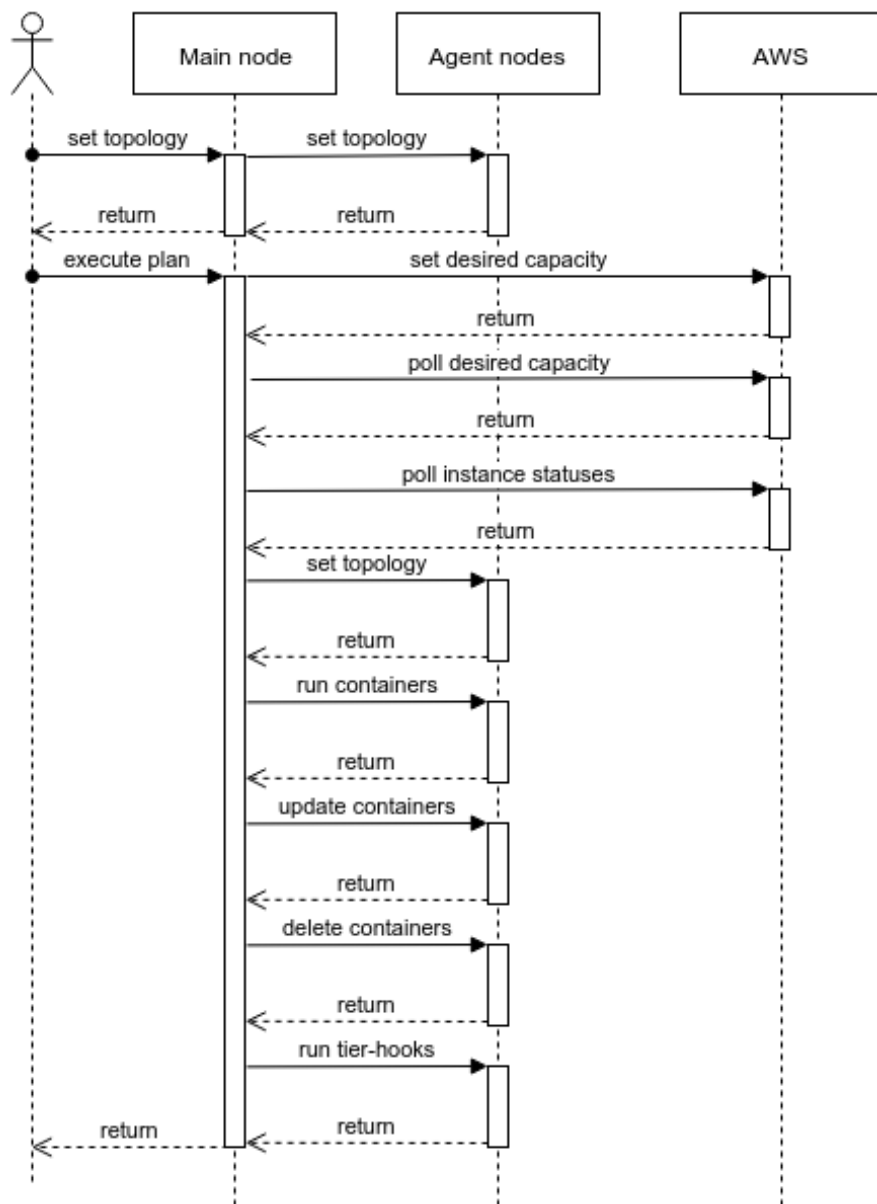 Main node
Agent nodes
AWS
set topology
set topology
return
return
execute plan
set desired capacity
return
poll desired capacity
return
poll instance statuses
return
set topology
return
run containers
return
update containers
return
delete containers
return
run tier-hooks
return
return